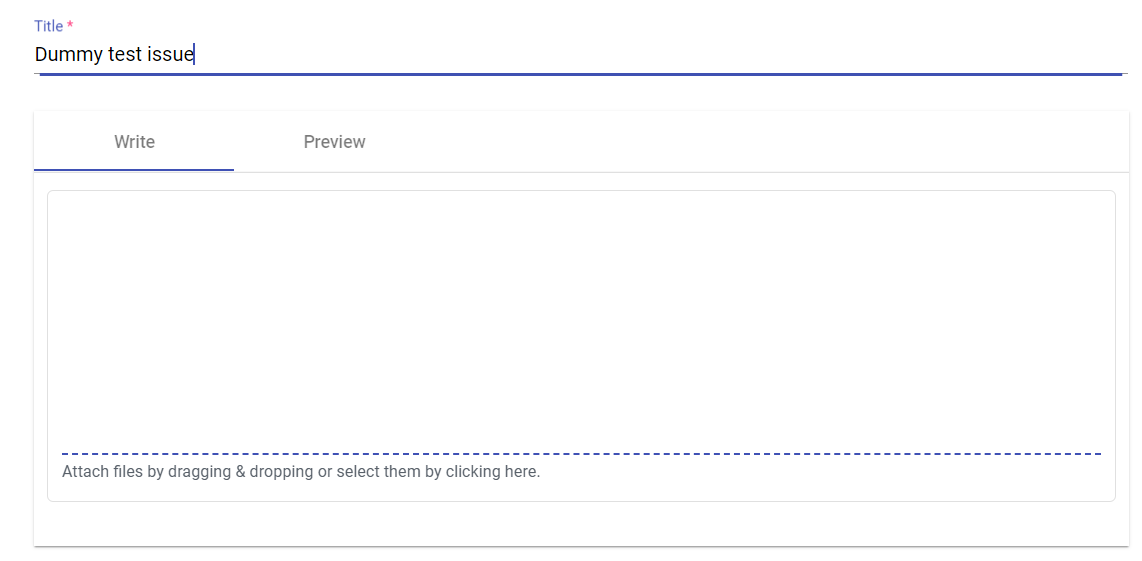 Title *
Dummy test issue
Write Preview
Attach files by dragging & dropping or select them by clicking here.